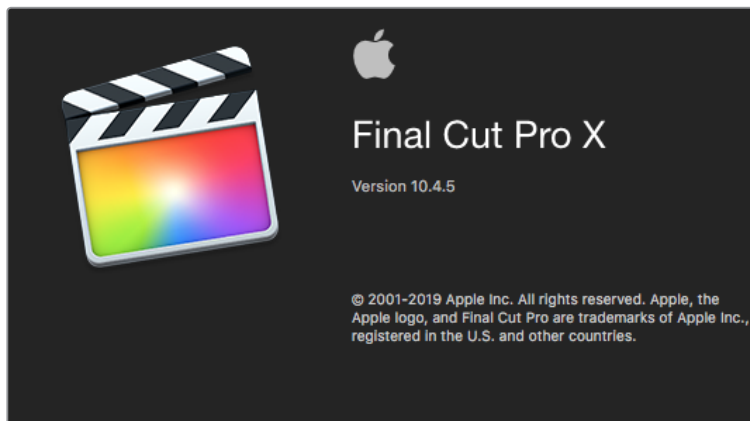 Final Cut Pro X
Version 10.4.5
© 2001-2019 Apple Inc. All rights reserved. Apple, the
Apple logo, and Final Cut Pro are trademarks of Apple Inc.,
registered in the U.S. and other countries.